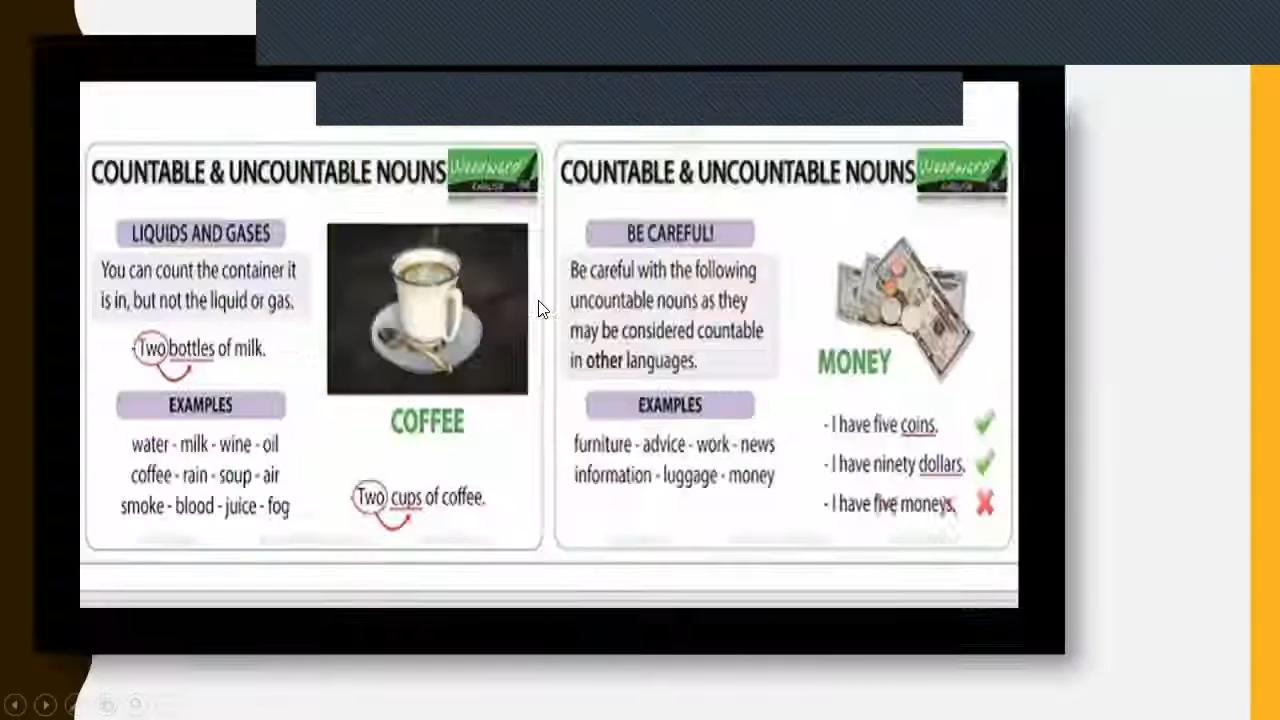 COUNTABLE & UNCOUNTABLE NOUNS
Woodward
ENGLISH
LIQUIDS AND GASES
You can count the container it
is in, but not the liquid or gas.
- Two bottles of milk.
EXAMPLES
water - milk - wine - oil
coffee - rain - soup - air
smoke - blood - juice - fog
COFFEE
- Two cups of coffee.
COUNTABLE & UNCOUNTABLE NOUNS
Woodward
ENGLISH
BE CAREFUL!
Be careful with the following
uncountable nouns as they
may be considered countable
in other languages.
EXAMPLES
furniture - advice - work - news
information - luggage - money
MONEY
- I have five coins.
- I have ninety dollars.
- I have five moneys.